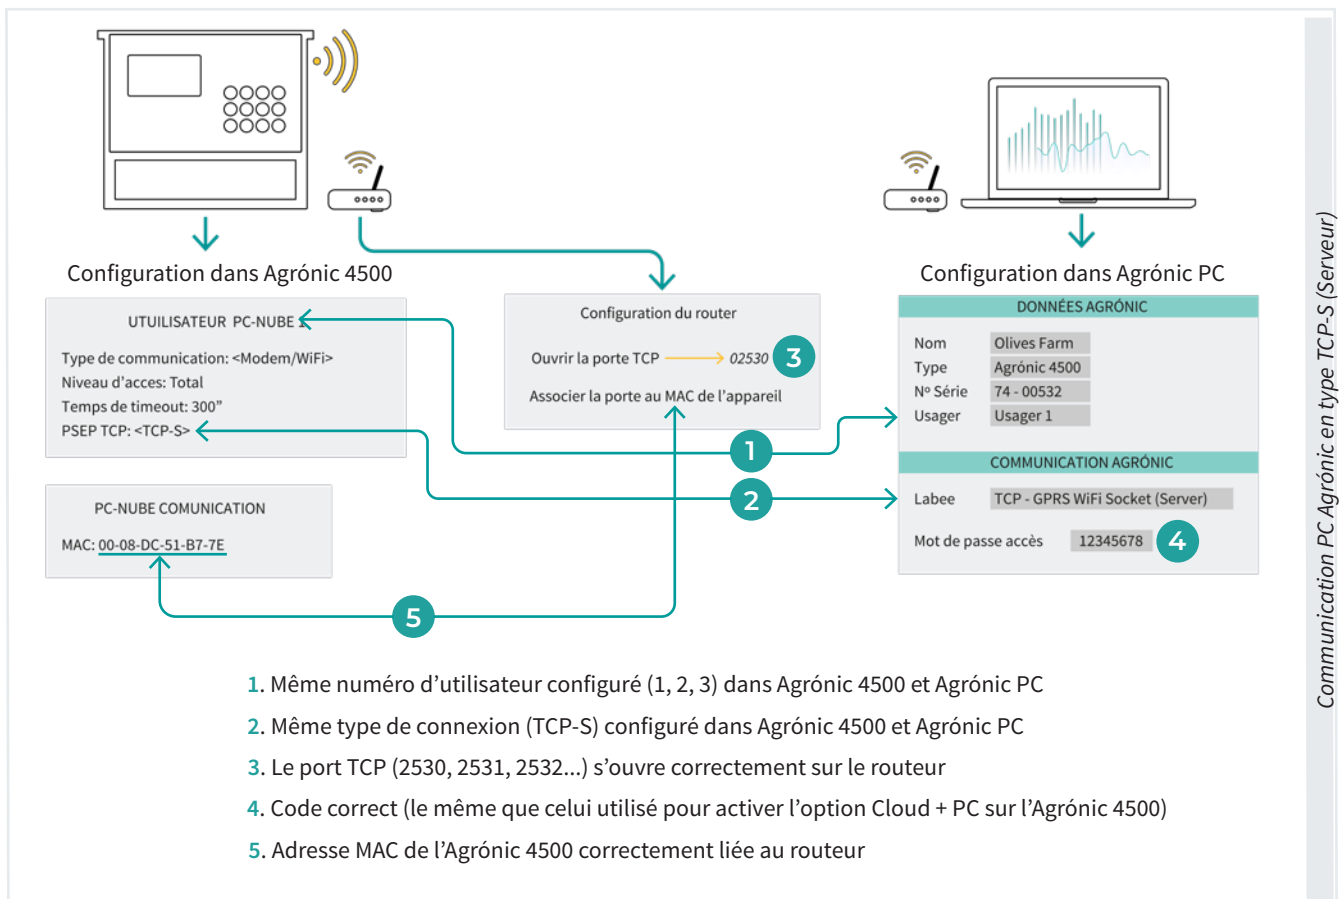 Configuration dans Agrónic 4500
UTUILISATEUR PC-NUBE 1
Type de communication: <Modem/WiFi>
Niveau d'acces: Total
Temps de timeout: 300”
PSEP TCP: <TCP-S>
PC-NUBE COMUNICATION
MAC: 00-08-DC-51-B7-7E
Configuration du router
Ouvrir la porte TCP 02530 3
Associer la porte au MAC de l'appareil
Configuration dans Agrónic PC
DONNÉES AGRÓNIC
Nom Olives Farm
Type Agrónic 4500
Nº Série 74 - 00532
Usager Usager 1
COMMUNICATION AGRÓNIC
Labee TCP - GPRS WiFi Socket (Server)
Mot de passe accès 12345678 4
1
2
5
1. Même numéro d’utilisateur configuré (1, 2, 3) dans Agrónic 4500 et Agrónic PC
2. Même type de connexion (TCP-S) configuré dans Agrónic 4500 et Agrónic PC
3. Le port TCP (2530, 2531, 2532...) s’ouvre correctement sur le routeur
4. Code correct (le même que celui utilisé pour activer l’option Cloud + PC sur l’Agrónic 4500)
5. Adresse MAC de l’Agrónic 4500 correctement liée au routeur
Communication PC Agrónic en type TCP-S (Serveur)